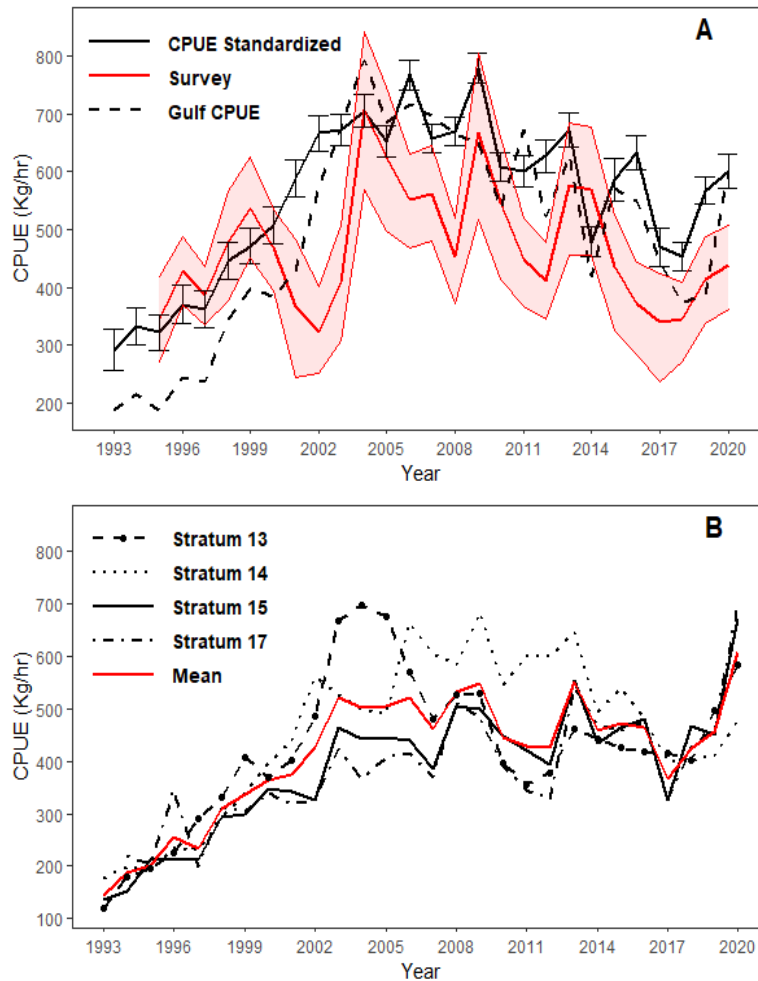 A
CPUE Standardized
Survey
Gulf CPUE
CPUE (Kg/hr)
800
700
600
500
400
300
200
1993 1996 1999 2002 2005 2008 2011 2014 2017 2020
Year
B
Stratum 13
Stratum 14
Stratum 15
Stratum 17
Mean
CPUE (Kg/hr)
800
700
600
500
400
300
200
100
1993 1996 1999 2002 2005 2008 2011 2014 2017 2020
Year